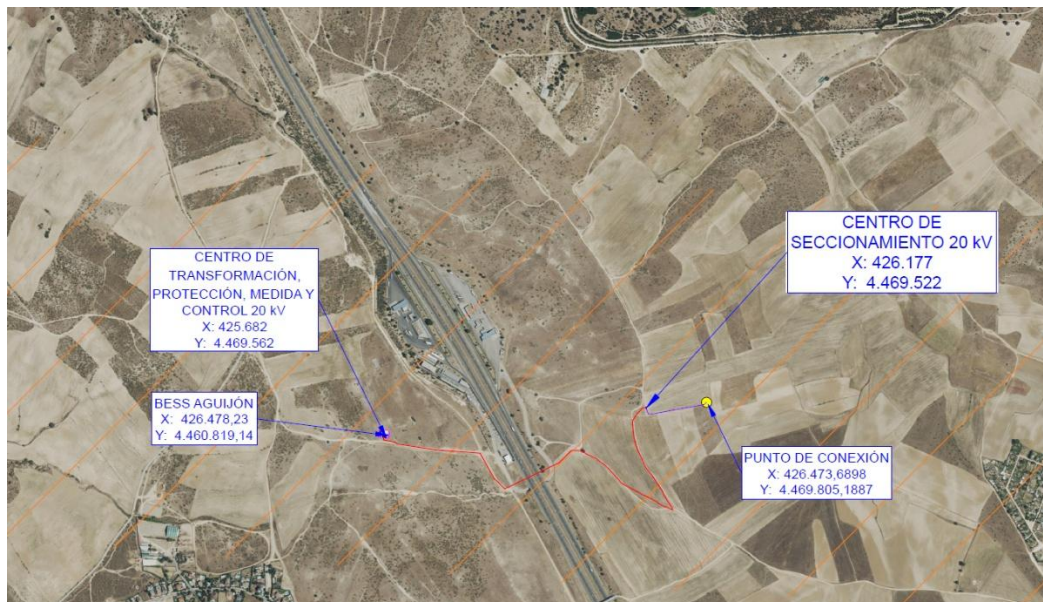 CENTRO DE
TRANSFORMACIÓN,
PROTECCIÓN, MEDIDA Y
CONTROL 20 kV
X: 425.682
Y: 4.469.562
BESS AGUIJÓN
X: 426.478,23
Y: 4.460.819,14
CENTRO DE
SECCIONAMIENTO 20 kV
X: 426.177
Y: 4.469.522
PUNTO DE CONEXIÓN
X: 426.473,6898
Y: 4.469.805,1887